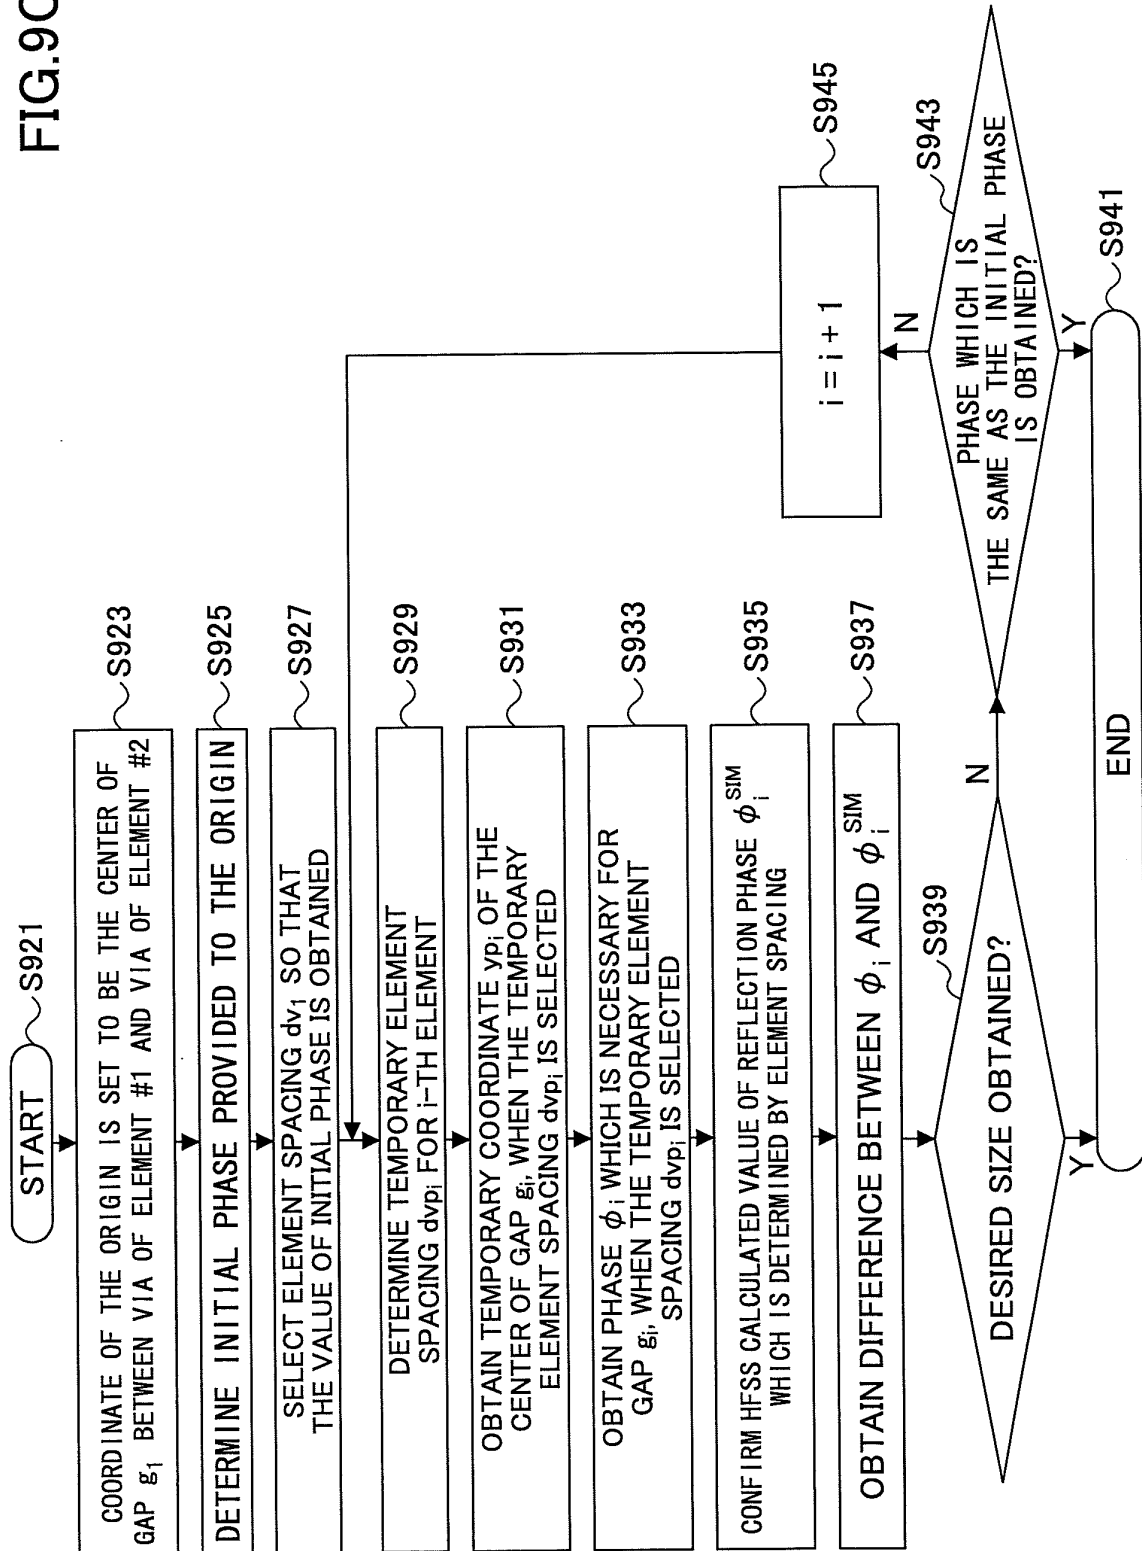 FIG.9C
START
S921
COORDINATE OF THE ORIGIN IS SET TO BE THE CENTER OF
GAP g1 BETWEEN VIA OF ELEMENT #1 AND VIA OF ELEMENT #2
S923
DETERMINE INITIAL PHASE PROVIDED TO THE ORIGIN
S925
SELECT ELEMENT SPACING dv1 SO THAT
THE VALUE OF INITIAL PHASE IS OBTAINED
S927
DETERMINE TEMPORARY ELEMENT
SPACING dvpi FOR i-TH ELEMENT
S929
OBTAIN TEMPORARY COORDINATE ypi OF THE
CENTER OF GAP gi, WHEN THE TEMPORARY
ELEMENT SPACING dvpi IS SELECTED
S931
OBTAIN PHASE ϕi WHICH IS NECESSARY FOR
GAP gi, WHEN THE TEMPORARY ELEMENT
SPACING dvpi IS SELECTED
S933
CONFIRM HFSS CALCULATED VALUE OF REFLECTION PHASE ϕiSIM
WHICH IS DETERMINED BY ELEMENT SPACING
S935
OBTAIN DIFFERENCE BETWEEN ϕi AND ϕiSIM
S937
DESIRED SIZE OBTAINED?
S939
N
Y
PHASE WHICH IS
THE SAME AS THE INITIAL PHASE
IS OBTAINED?
S943
N
Y
i = i + 1
S945
END
S941